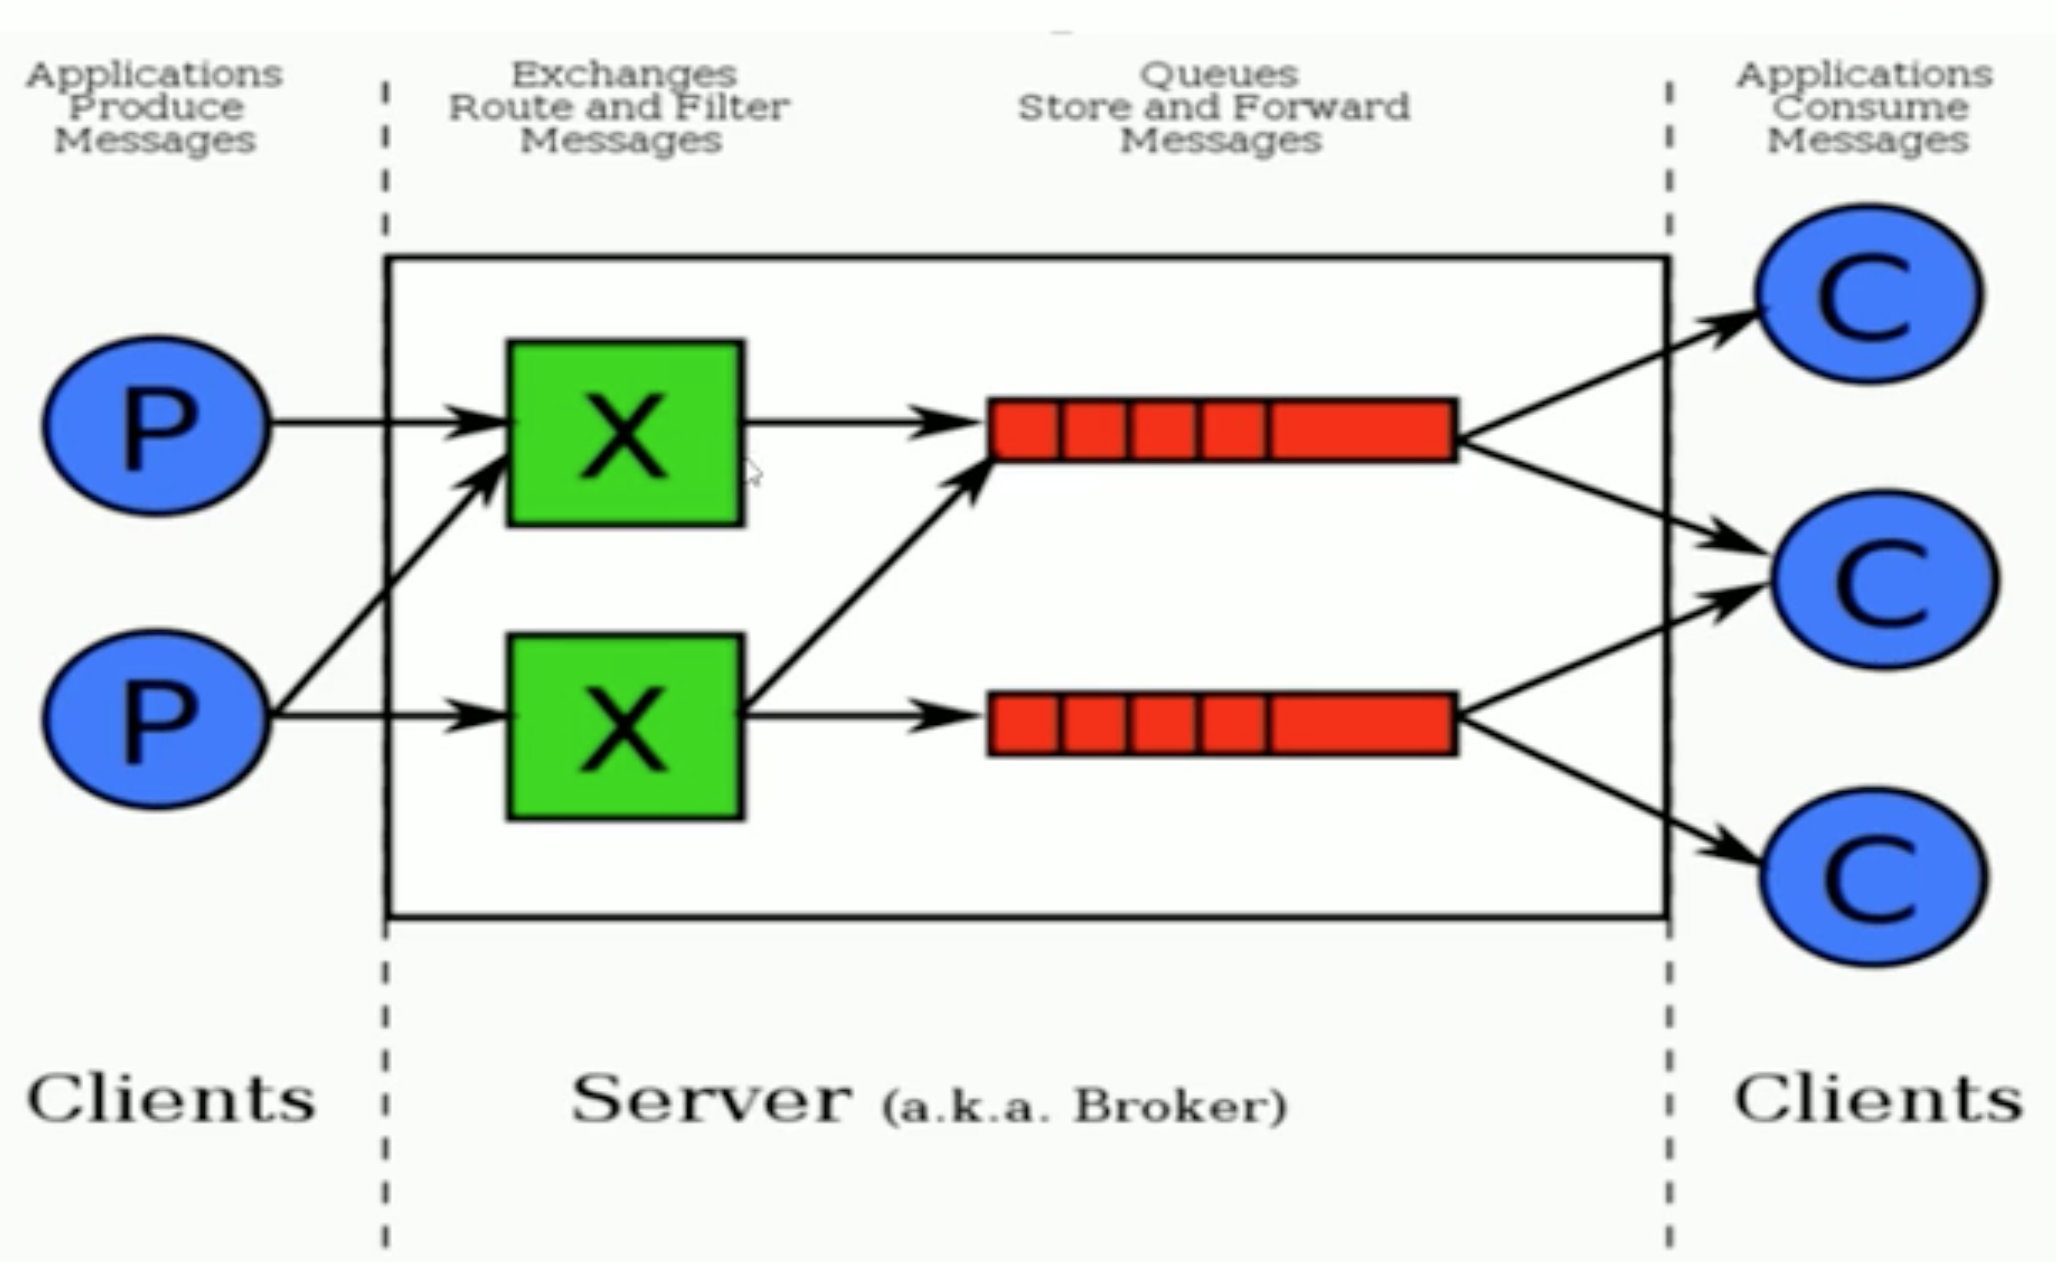 Applications
Produce
Messages
Exchanges
Route and Filter
Messages
Queues
Store and Forward
Messages
Applications
Consume
Messages
P
P
X
X
C
C
C
Clients
Server (a.k.a. Broker)
Clients